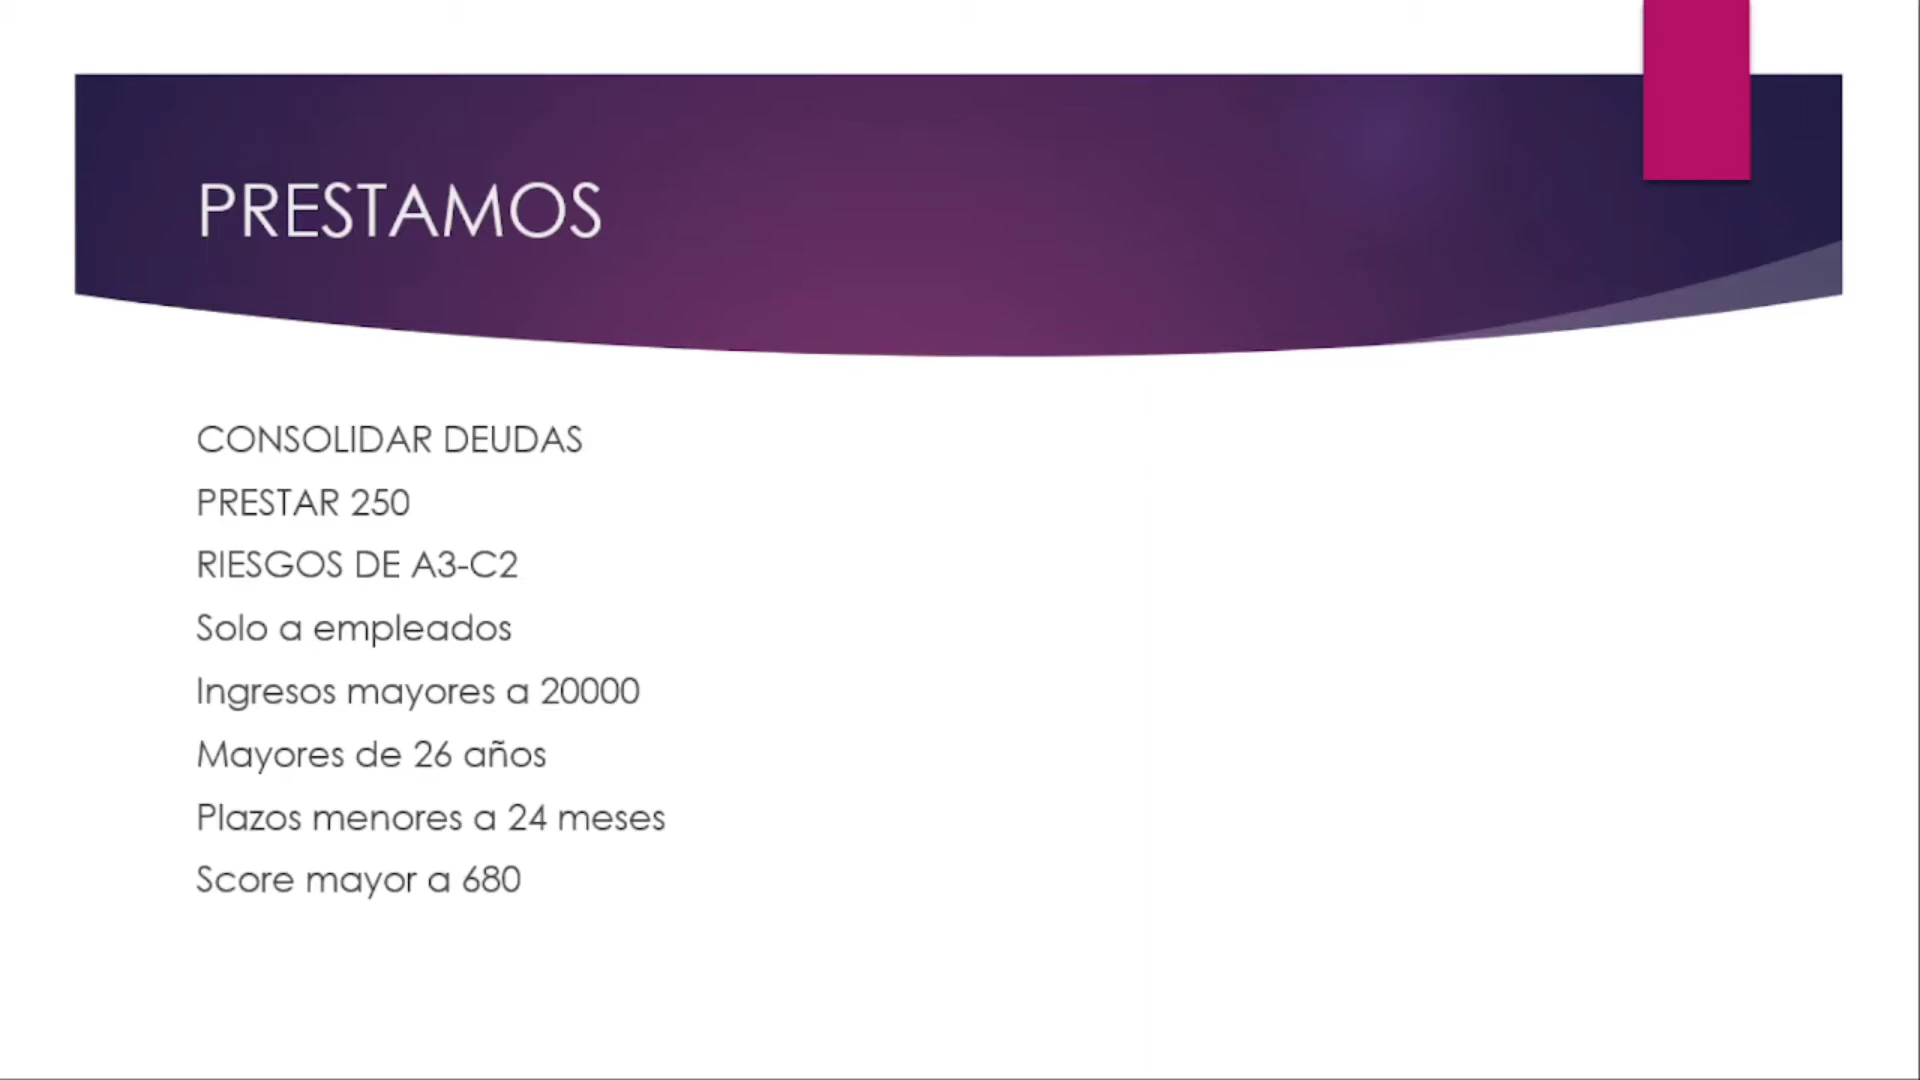 PRESTAMOS
CONSOLIDAR DEUDAS
PRESTAR 250
RIESGOS DE A3-C2
Solo a empleados
Ingresos mayores a 20000
Mayores de 26 años
Plazos menores a 24 meses
Score mayor a 680